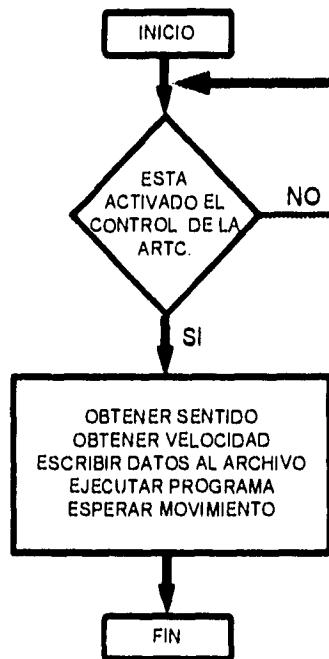 INICIO
ESTA
ACTIVADO EL
CONTROL DE LA
ARTC.
NO
SI
OBTENER SENTIDO
OBTENER VELOCIDAD
ESCRIBIR DATOS AL ARCHIVO
EJECUTAR PROGRAMA
ESPERAR MOVIMIENTO
FIN